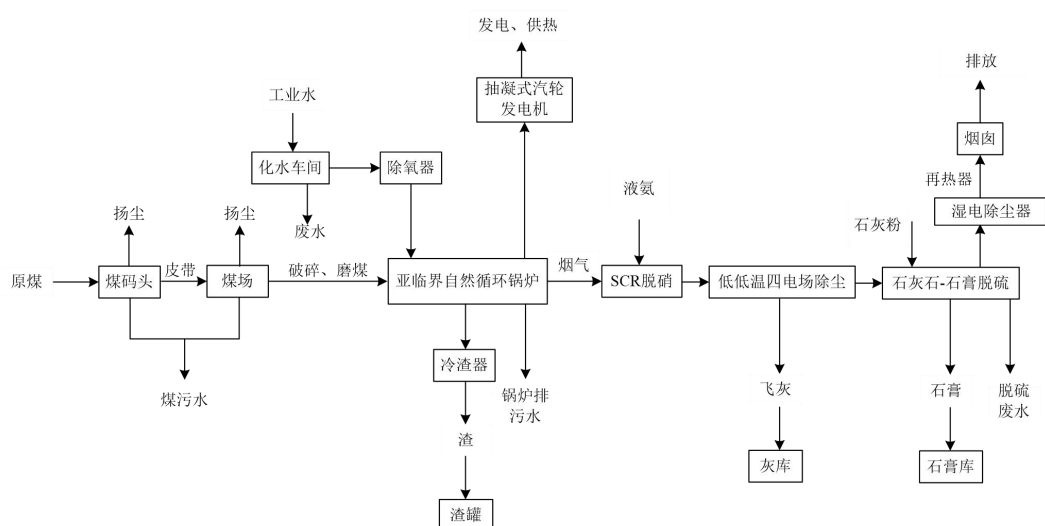 发电、供热
排放
抽凝式汽轮
发电机
工业水
烟囱
化水车间
除氧器
再热器
液氨
扬尘
扬尘
废水
石灰粉
湿电除尘器
原煤
煤码头
皮带
煤场
破碎、磨煤
亚临界自然循环锅炉
烟气
SCR脱硝
低低温四电场除尘
石灰石-石膏脱硫
冷渣器
煤污水
锅炉排
污水
飞灰
石膏
脱硫
废水
渣
灰库
石膏库
渣罐